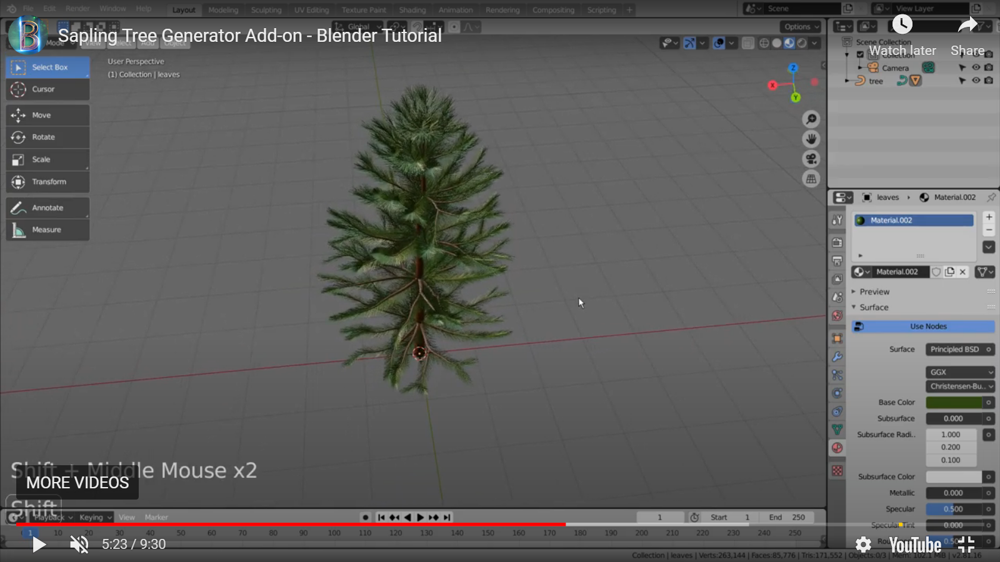 File Edit Render Window Help
Layout Modeling Sculpting UV Editing Texture Paint Shading Animation Rendering Compositing Scripting +
Scene
View Layer
B
Sapling Tree Generator Add-on - Blender Tutorial
Global
Options
Mode View Select Add Object
Watch later
Share
Select Box
Cursor
Move
Rotate
Scale
Transform
Annotate
Measure
User Perspective
(1) Collection | leaves
Z
X
Y
Scene Collection
Collection
Camera
tree
leaves
Material.002
Material.002
Material.002
Preview
Surface
Use Nodes
Surface Principled BSD
GGX
Christensen-Bu..
Base Color
Subsurface 0.000
Subsurface Radi.. 1.000
0.200
0.100
Subsurface Color
Metallic 0.000
Specular 0.500
Specular Tint 0.000
Shift + Middle Mouse x2
MORE VIDEOS
Shift
Playback Keying View Marker
1
Start 1
End 250
1 10 20 30 40 50 60 70 80 90 100 110 120 130 140 150 160 170 180 190 200 210 220 230 240 250
5:23 / 9:30
YouTube
Collection | leaves | Verts:263,144 | Faces:85,776 | Tris:171,552 | Objects:0/3 | Mem: 102.1 MiB | v2.81.16